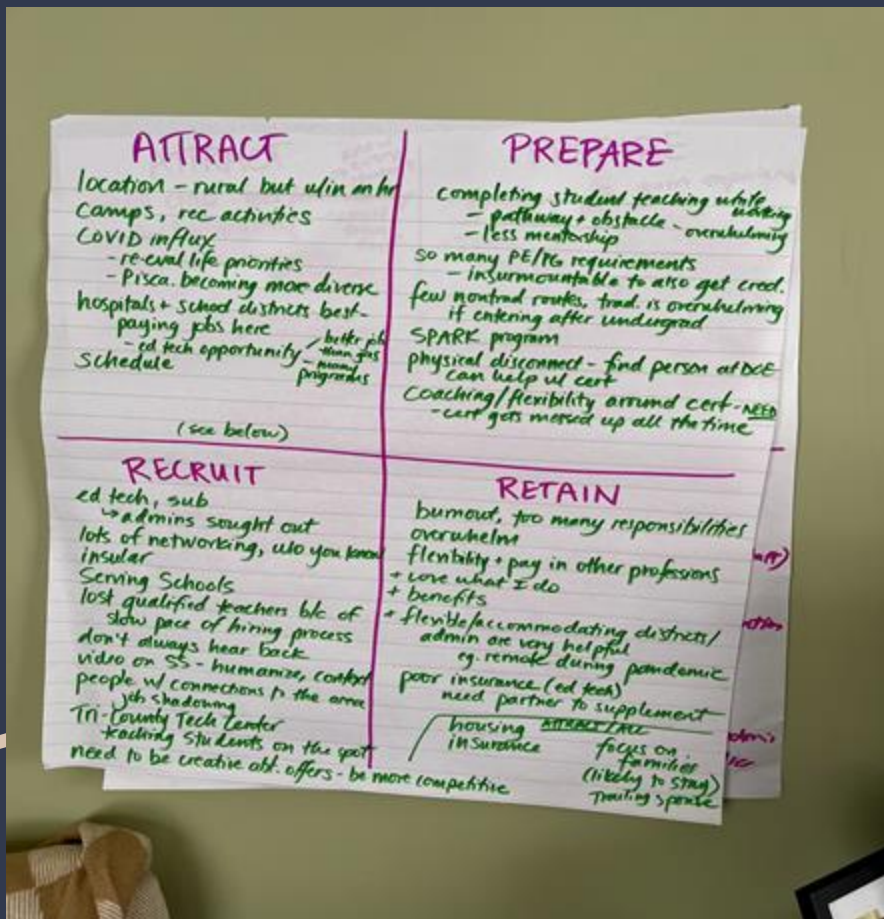 ATTRACT
location - rural but w/in an hr
camps, rec activities
COVID influx
- re-eval life priorities
- Pisca. becoming more diverse
hospitals + school districts best-
paying jobs here
- ed tech opportunity - better job
than gas
many
programs
schedule
(see below)
PREPARE
completing student teaching while
working
- pathway + obstacle - overwhelming
- less mentorship
so many PE/PG requirements
- insurmountable to also get cred.
few nontrad routes, trad. is overwhelming
if entering after undergrad
SPARK program
physical disconnect - find person at DOE
can help w/ cert
Coaching/flexibility around cert - NEED
- cert gets messed up all the time
RECRUIT
ed tech, sub
↳ admins sought out
lots of networking, who you know
insular
Serving Schools
lost qualified teachers b/c of
slow pace of hiring process
don't always hear back
video on SS - humanize, context
people w/ connections to the area
job shadowing
Tri-County Tech Center
teaching students on the spot
need to be creative abt. offers - be more competitive
RETAIN
burnout, too many responsibilities
overwhelm
flexibility + pay in other professions
+ love what I do
+ benefits
+ flexible/accommodating districts/
admin are very helpful
eg. remote during pandemic
poor insurance (ed tech)
need partner to supplement
housing ATTRACT/ALL
insurance focus on
families
(likely to stay)
Trailing spouse